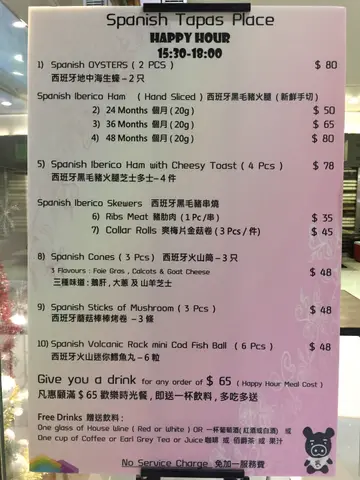 Spanish Tapas Place
HAPPY HOUR
15:30-18:00
1) Spanish OYSTERS ( 2 PCS ) $ 80
西班牙地中海生蠔 – 2 只
Spanish Iberico Ham ( Hand Sliced ) 西班牙黑毛豬火腿 (新鮮手切)
2) 24 Months 個月 ( 20g ) $ 50
3) 36 Months 個月 ( 20g ) $ 65
4) 48 Months 個月 ( 20g ) $ 80
5) Spanish Iberico Ham with Cheesy Toast ( 4 Pcs ) $ 78
西班牙黑毛豬火腿芝士多士– 4 件
Spanish Iberico Skewers 西班牙黑毛豬串燒
6) Ribs Meat 豬肋肉 ( 1 Pc /串) $ 35
7) Collar Rolls 爽梅片金菇卷 ( 3 Pcs / 件) $ 45
8) Spanish Cones ( 3 Pcs ) 西班牙火山筒 – 3 只
3 Flavours : Foie Gras , Calcots & Goat Cheese $ 48
三種味道 : 鵝肝 , 大蔥 及 山羊芝士
9) Spanish Sticks of Mushroom ( 3 Pcs ) $ 48
西班牙蘑菇棒棒烤卷 – 3 條
10) Spanish Volcanic Rock mini Cod Fish Ball ( 6 Pcs ) $ 48
西班牙火山迷你鱈魚丸 – 6 粒
Give you a drink for any order of $ 65 ( Happy Hour Meal Cost )
凡惠顧滿 $ 65 歡樂時光餐 , 即送一杯飲料 , 多吃多送
Free Drinks 贈送飲料 :
One glass of House Wine ( Red or White ) OR 一杯葡萄酒( 紅酒或白酒) 或
One cup of Coffee or Earl Grey Tea or Juice 咖啡 或 伯爵茶 或 果汁
No Service Charge 免加一服務費